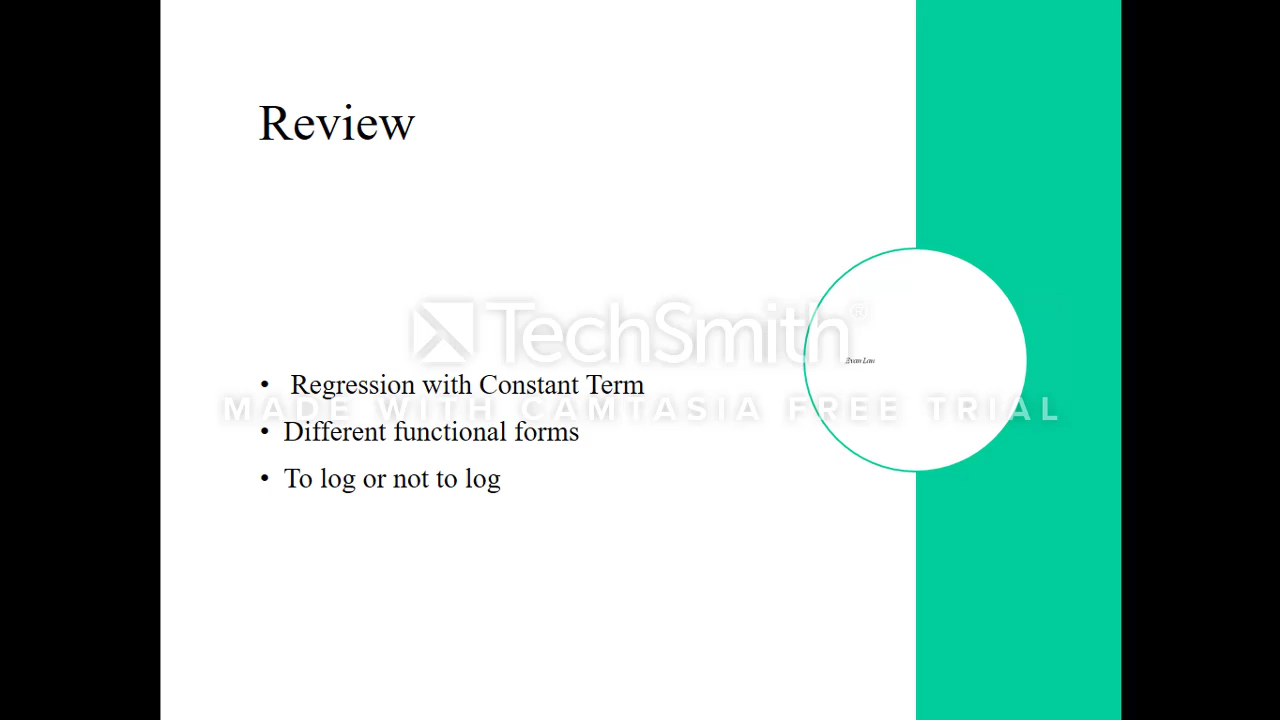 Review
TechSmith®
• Regression with Constant Term
MADE WITH CAMTASIA FREE TRIAL
• Different functional forms
• To log or not to log